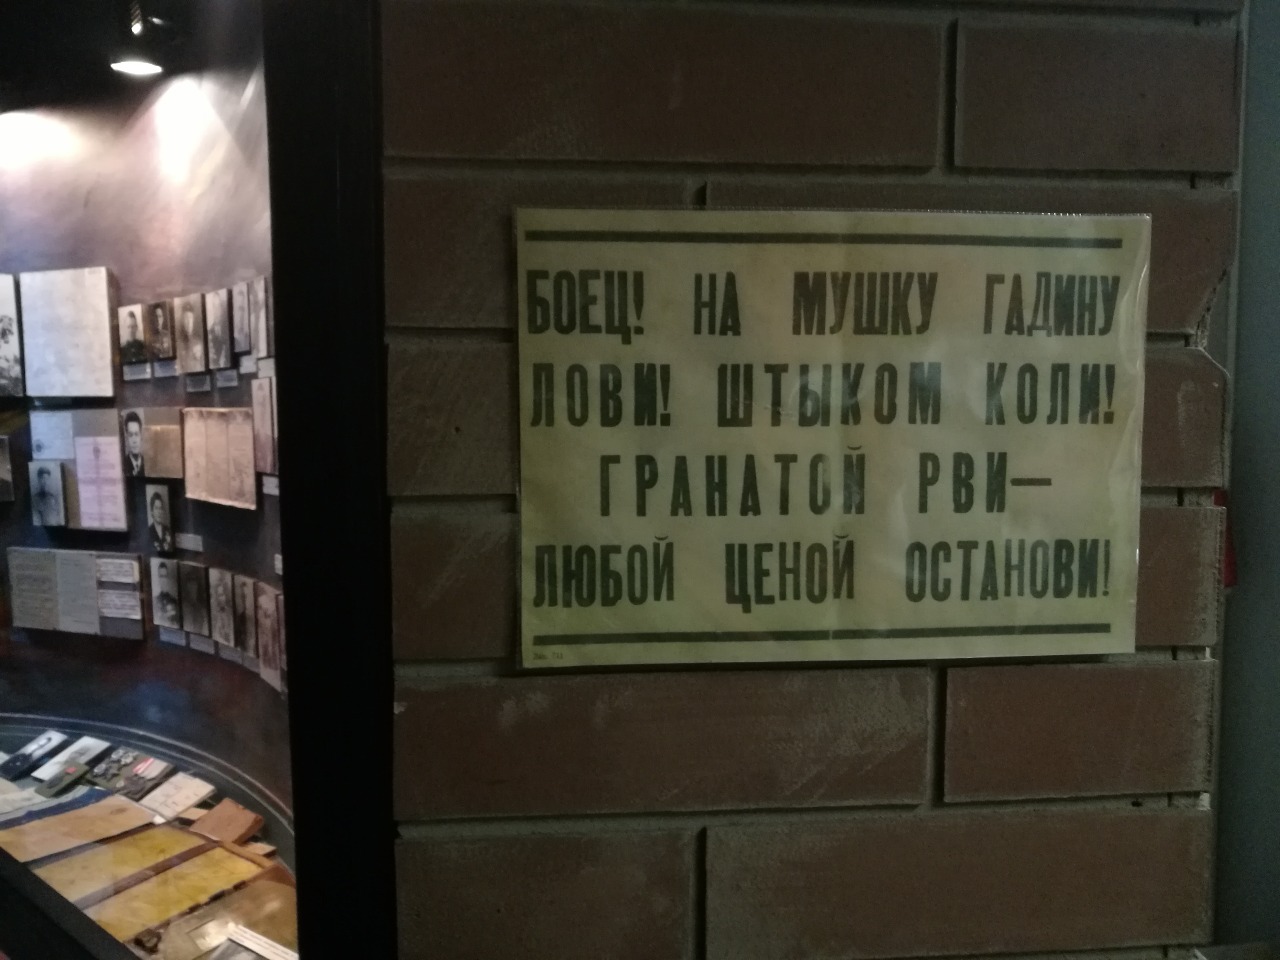 БОЕЦ! НА МУШКУ ГАДИНУ
ЛОВИ! ШТЫКОМ КОЛИ!
ГРАНАТОЙ РВИ—
ЛЮБОЙ ЦЕНОЙ ОСТАНОВИ!